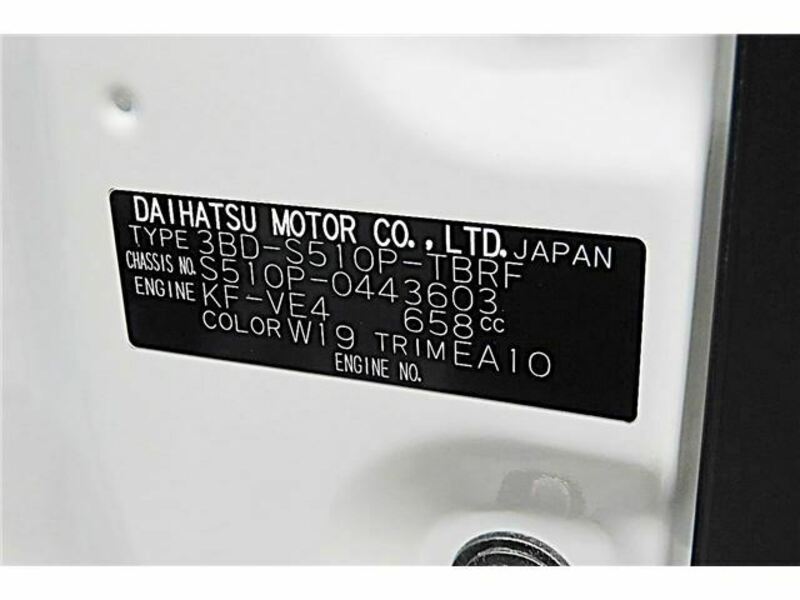 DAIHATSU MOTOR CO.,LTD. JAPAN
TYPE 3BD-S510P-TBRF
CHASSIS NO. S510P-0443603
ENGINE KF-VE4 658cc
COLOR W19 TRIM EA10
ENGINE NO.